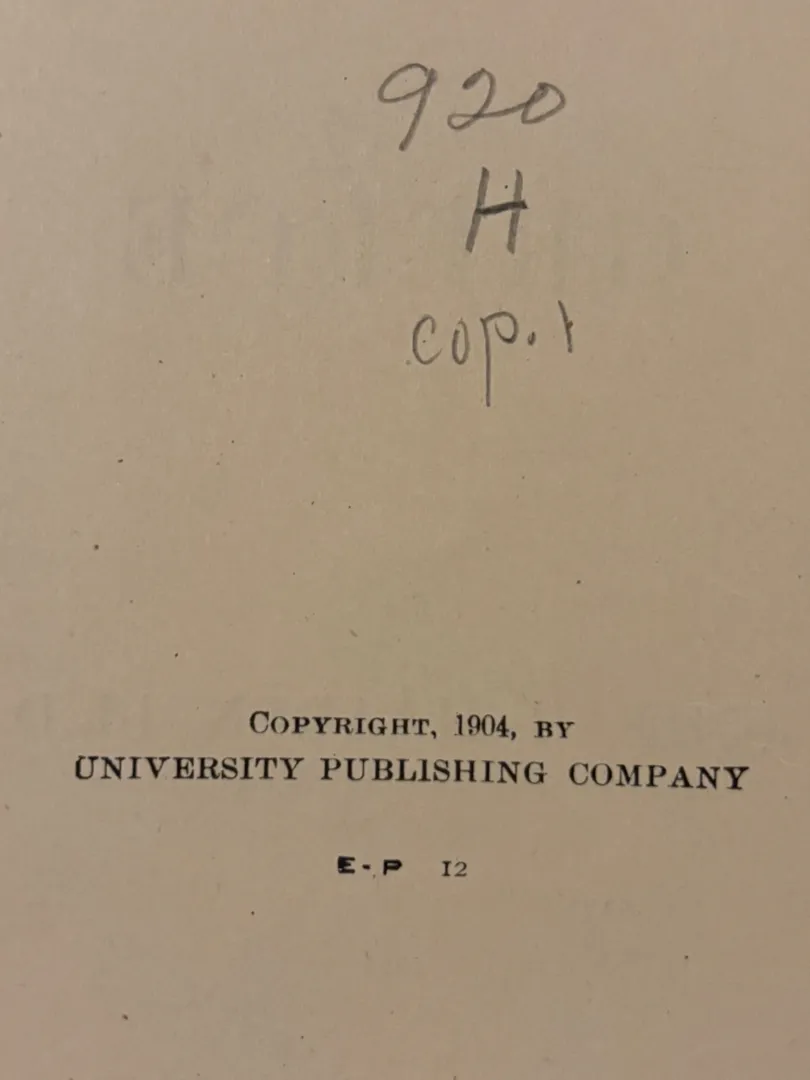 920
H
cop. 1
COPYRIGHT, 1904, BY
UNIVERSITY PUBLISHING COMPANY
E-P 12